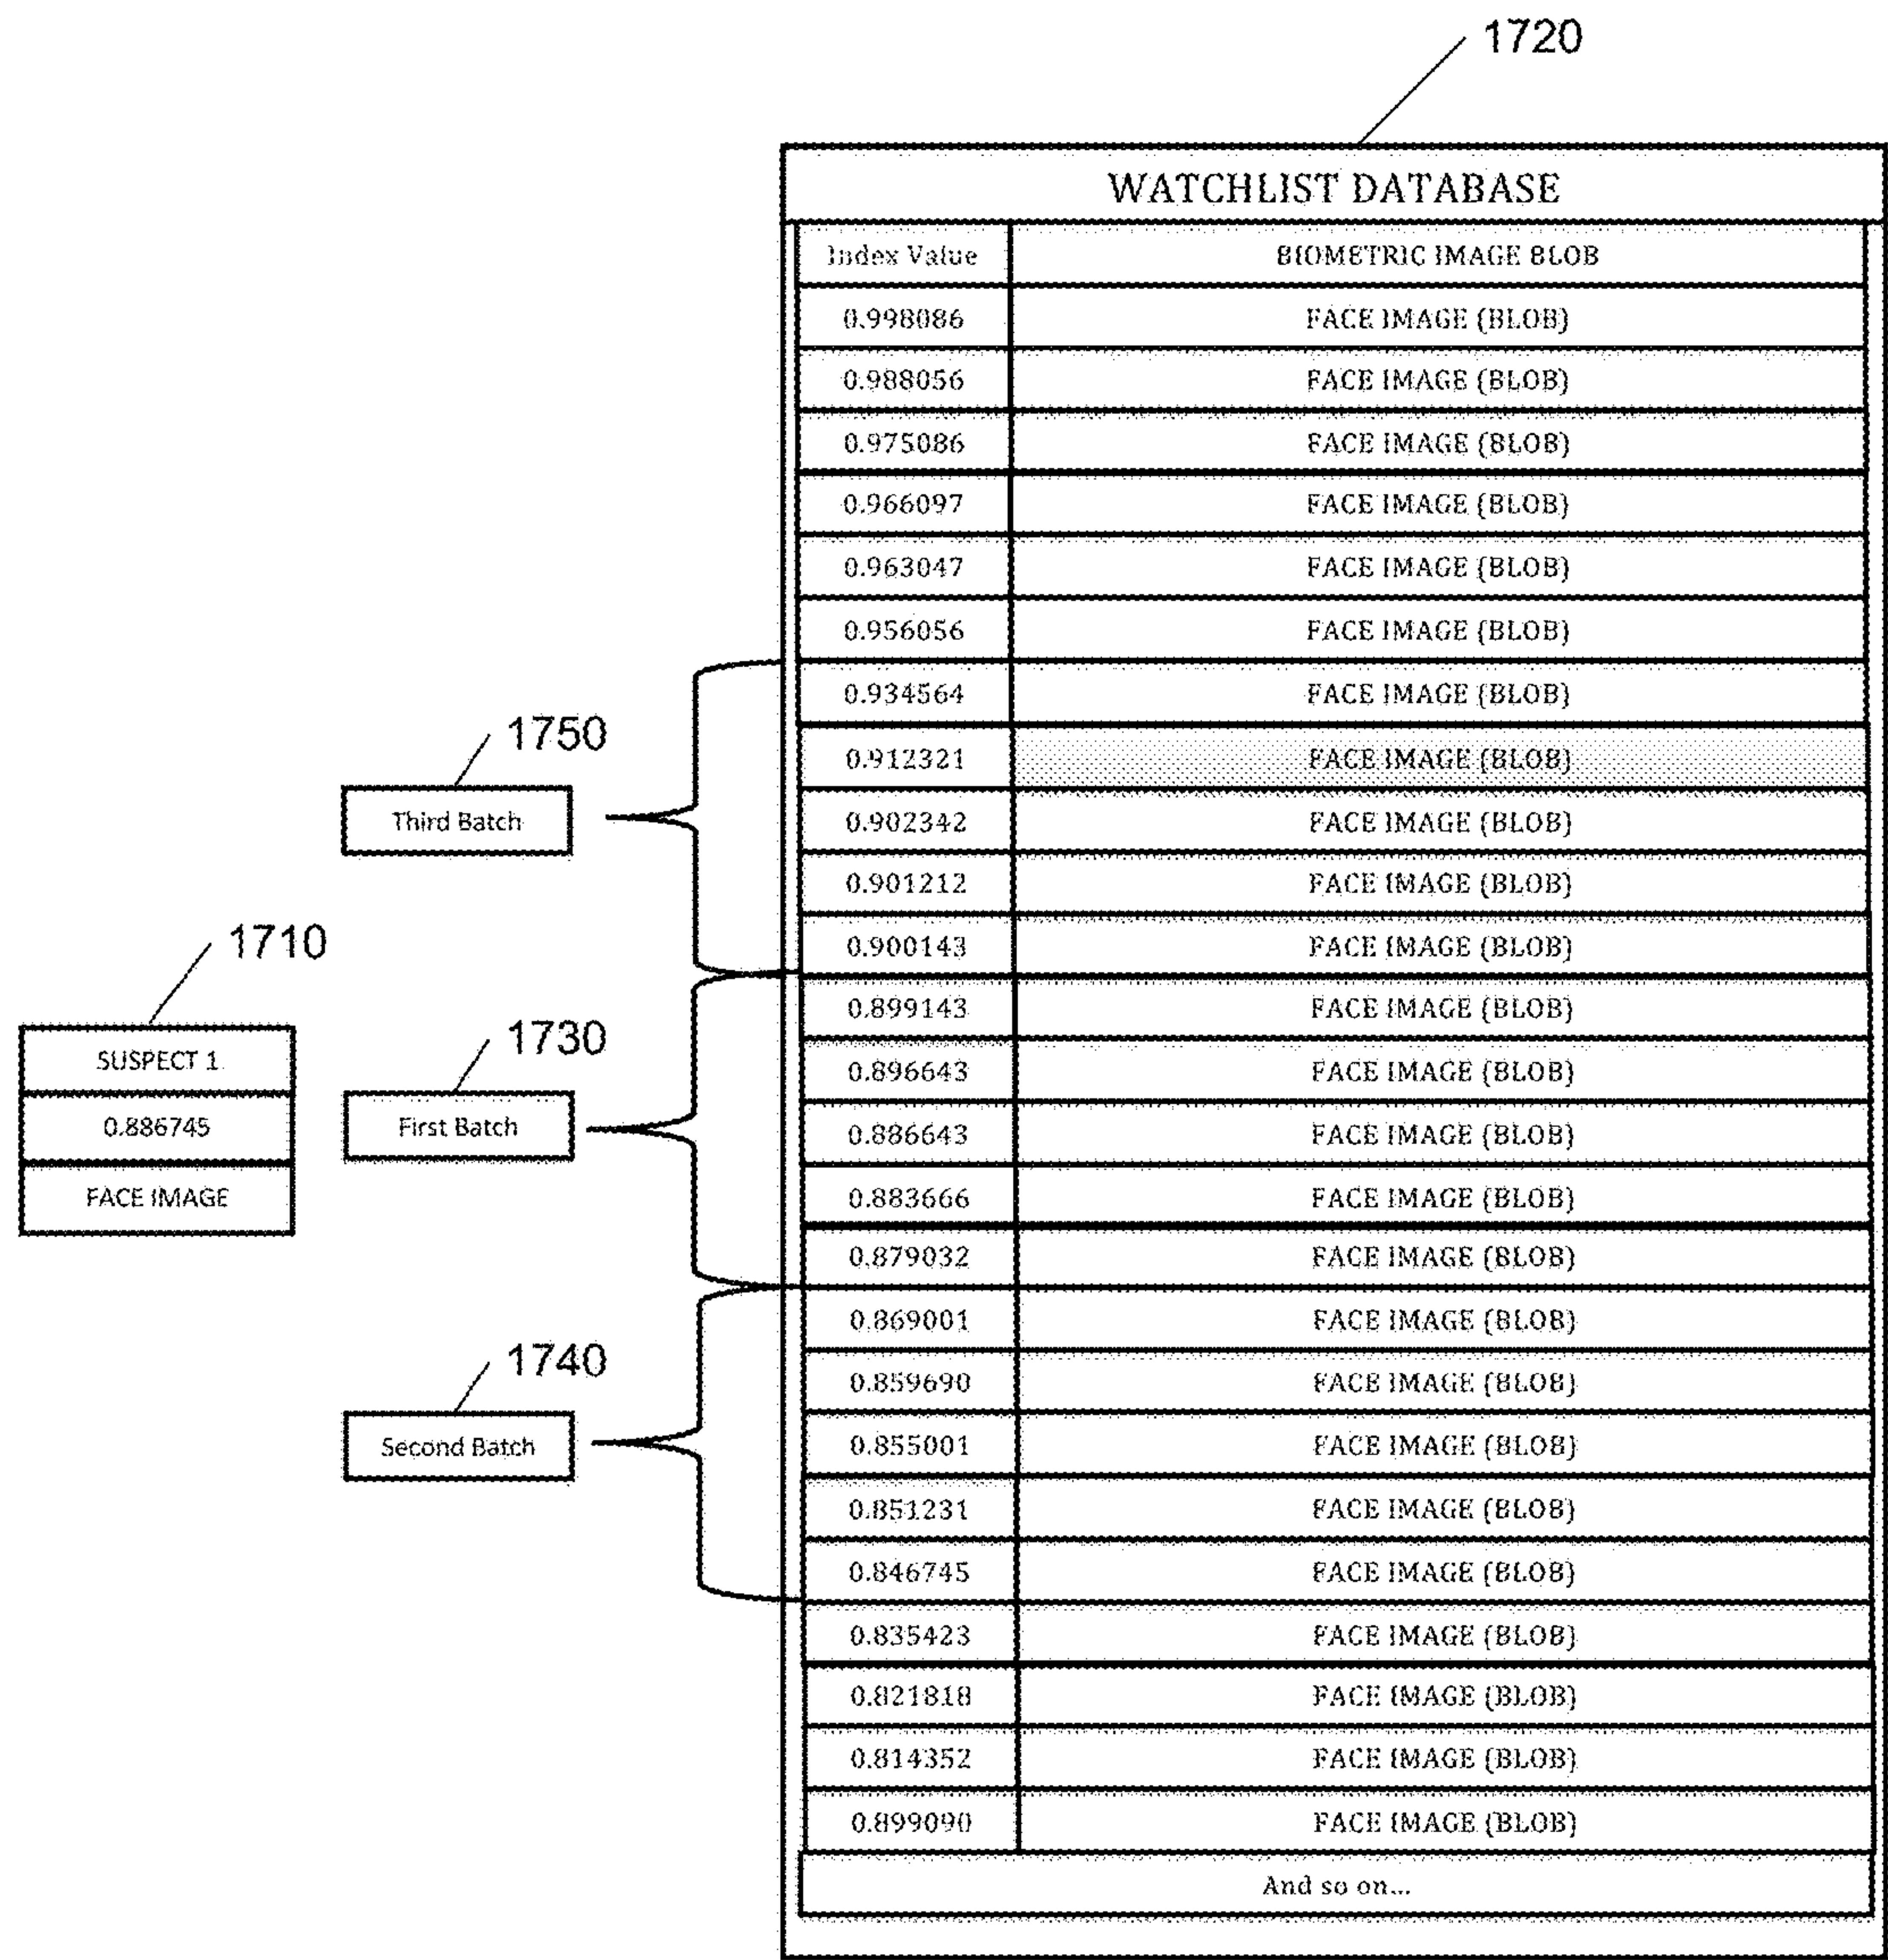 1720
WATCHLIST DATABASE
Index Value BIOMETRIC IMAGE BLOB
0.998086 FACE IMAGE (BLOB)
0.988056 FACE IMAGE (BLOB)
0.975086 FACE IMAGE (BLOB)
0.966097 FACE IMAGE (BLOB)
0.963047 FACE IMAGE (BLOB)
0.956056 FACE IMAGE (BLOB)
0.934564 FACE IMAGE (BLOB)
0.912321 FACE IMAGE (BLOB)
0.902342 FACE IMAGE (BLOB)
0.901212 FACE IMAGE (BLOB)
0.900143 FACE IMAGE (BLOB)
0.899143 FACE IMAGE (BLOB)
0.896643 FACE IMAGE (BLOB)
0.886643 FACE IMAGE (BLOB)
0.883666 FACE IMAGE (BLOB)
0.879032 FACE IMAGE (BLOB)
0.869001 FACE IMAGE (BLOB)
0.859690 FACE IMAGE (BLOB)
0.855001 FACE IMAGE (BLOB)
0.851231 FACE IMAGE (BLOB)
0.846745 FACE IMAGE (BLOB)
0.835423 FACE IMAGE (BLOB)
0.821818 FACE IMAGE (BLOB)
0.814352 FACE IMAGE (BLOB)
0.899090 FACE IMAGE (BLOB)
And so on...
1750
Third Batch
1710
SUSPECT 1
0.886745
FACE IMAGE
1730
First Batch
1740
Second Batch